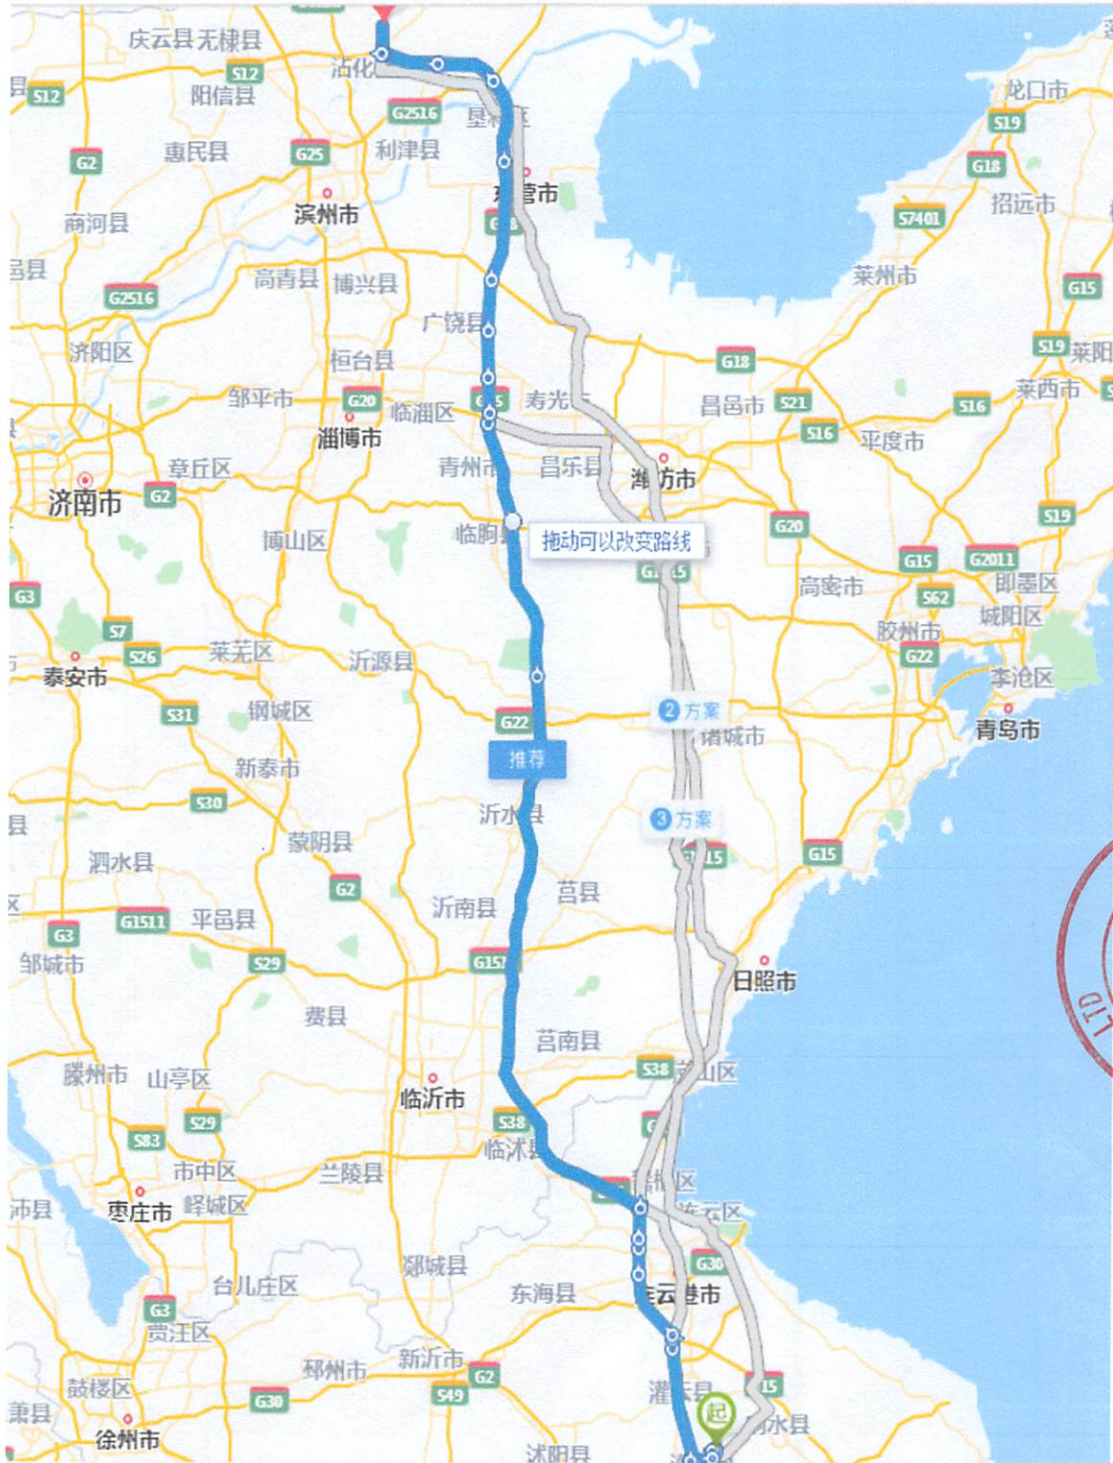 庆云县
无棣县
S12
沾化
S12
阳信县
G2516
垦利区
龙口市
S19
G2
惠民县
G25
利津县
G18
东营市
招远市
滨州市
S7401
商河县
莱州市
G2516
高青县
博兴县
G15
广饶县
济阳区
桓台县
G18
S19
莱阳
邹平市
G20
临淄区
寿光
昌邑市
S21
S16
莱西市
淄博市
S16
平度市
章丘区
青州市
昌乐县
潍坊市
济南市
G2
博山区
临朐县
拖动可以改变路线
G20
S19
G15
G2011
G3
高密市
S62
即墨区
S7
城阳区
胶州市
S26
莱芜区
沂源县
G22
泰安市
李沧区
S31
钢城区
G22
2 方案
诸城市
青岛市
推荐
新泰市
S30
沂水县
3 方案
蒙阴县
G15
泗水县
G2
莒县
沂南县
G1511
平邑县
G3
邹城市
S29
日照市
费县
LTD
莒南县
滕州市
山亭区
S38
岚山区
临沂市
S29
S38
S83
临沭县
市中区
兰陵县
枣庄市
峄城区
沛县
连云区
郯城县
G30
台儿庄区
东海县
连云港市
G3
贾汪区
新沂市
邳州市
G2
鼓楼区
G30
S49
灌云县
萧县
起
响水县
徐州市
沭阳县